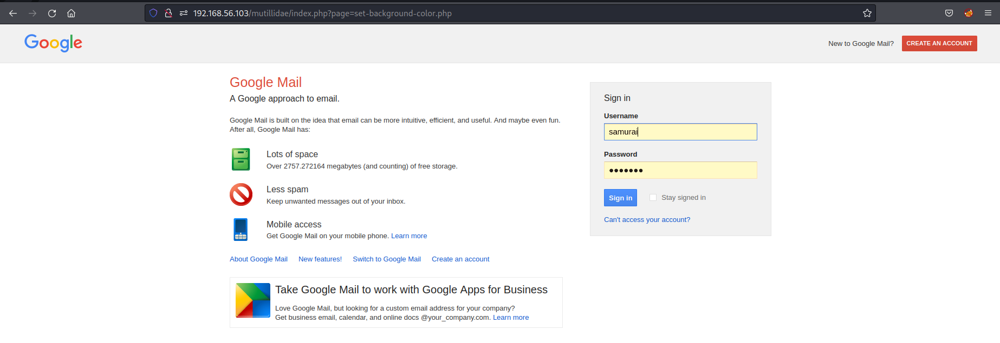 192.168.56.103/mutillidae/index.php?page=set-background-color.php
Google
New to Google Mail? CREATE AN ACCOUNT
Google Mail
A Google approach to email.
Google Mail is built on the idea that email can be more intuitive, efficient, and useful. And maybe even fun.
After all, Google Mail has:
Lots of space
Over 2757.272164 megabytes (and counting) of free storage.
Less spam
Keep unwanted messages out of your inbox.
Mobile access
Get Google Mail on your mobile phone. Learn more
About Google Mail New features! Switch to Google Mail Create an account
Take Google Mail to work with Google Apps for Business
Love Google Mail, but looking for a custom email address for your company?
Get business email, calendar, and online docs @your_company.com. Learn more
Sign in
Username
samurai
Password
•••••••
Sign in Stay signed in
Can't access your account?